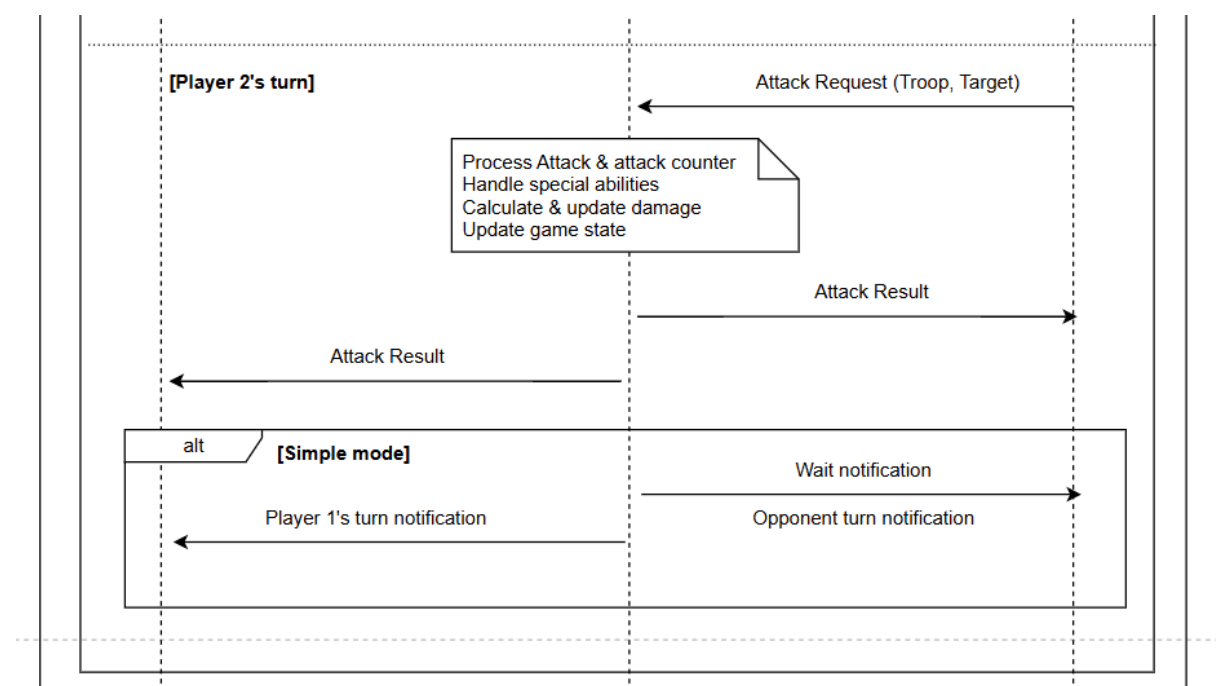 [Player 2's turn]
Attack Request (Troop, Target)
Process Attack & attack counter
Handle special abilities
Calculate & update damage
Update game state
Attack Result
Attack Result
alt
[Simple mode]
Wait notification
Player 1's turn notification
Opponent turn notification